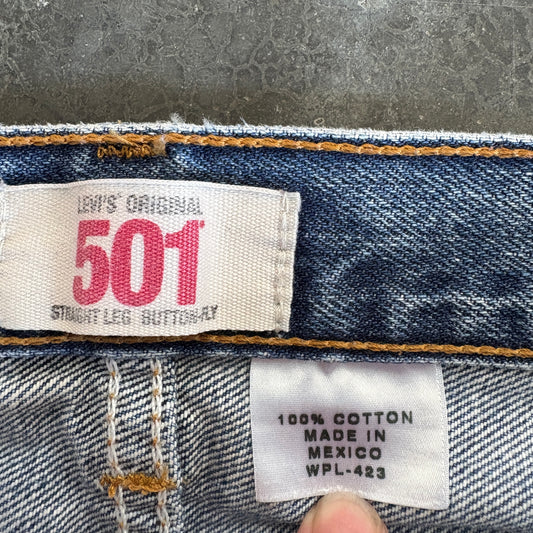 LEVI'S® ORIGINAL
501®
STRAIGHT LEG BUTTON-FLY
100% COTTON
MADE IN
MEXICO
WPL-423